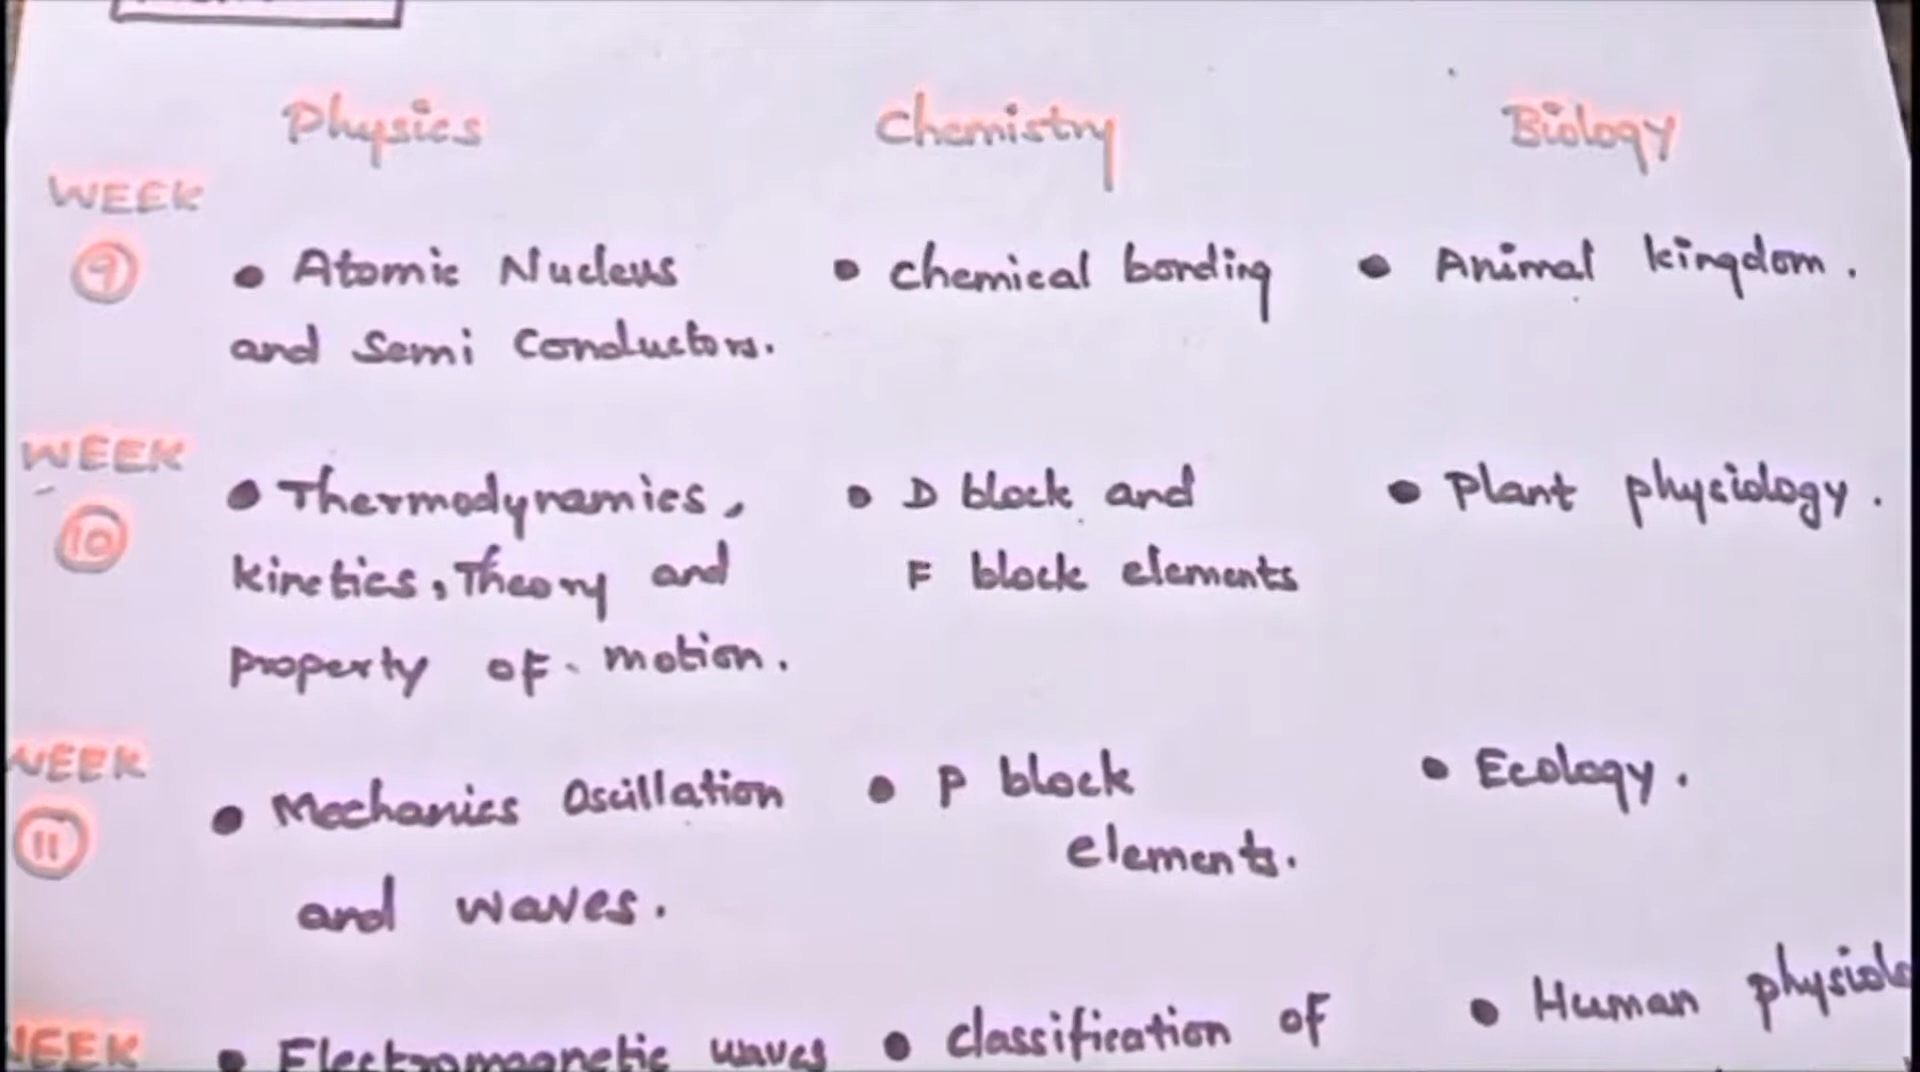 Physics Chemistry Biology
WEEK
9 • Atomic Nucleus • chemical bonding • Animal kingdom.
and Semi Conductors.
WEEK
10 • Thermodynamics, • D block and • Plant physiology.
kinetics, Theory and F block elements
property of motion.
WEEK
11 • Mechanics Oscillation • P block • Ecology.
and waves. elements.
WEEK • Electromagnetic waves • classification of • Human